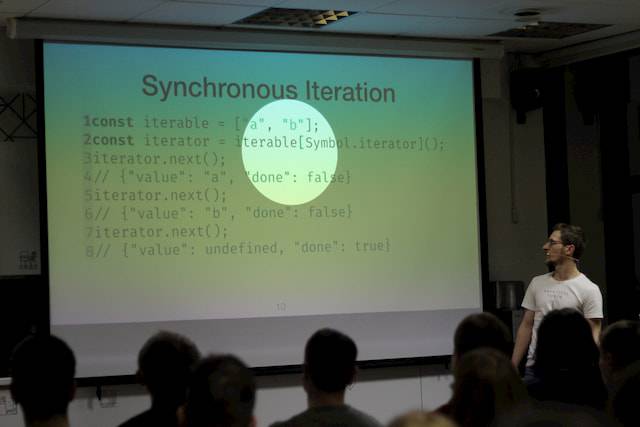 Synchronous Iteration
1const iterable = ["a", "b"];
2const iterator = iterable[Symbol.iterator]();
3iterator.next();
4// {"value": "a", "done": false}
5iterator.next();
6// {"value": "b", "done": false}
7iterator.next();
8// {"value": undefined, "done": true}
10